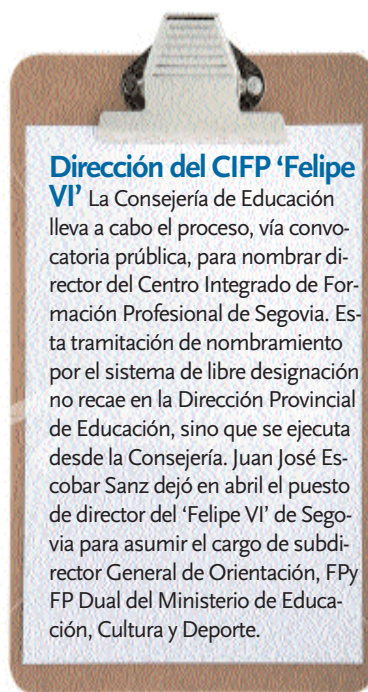 Dirección del CIFP ‘Felipe
VI’ La Consejería de Educación
lleva a cabo el proceso, vía convo-
catoria prública, para nombrar di-
rector del Centro Integrado de For-
mación Profesional de Segovia. Es-
ta tramitación de nombramiento
por el sistema de libre designación
no recae en la Dirección Provincial
de Educación, sino que se ejecuta
desde la Consejería. Juan José Es-
cobar Sanz dejó en abril el puesto
de director del ‘Felipe VI’ de Sego-
via para asumir el cargo de subdi-
rector General de Orientación, FPy
FP Dual del Ministerio de Educa-
ción, Cultura y Deporte.